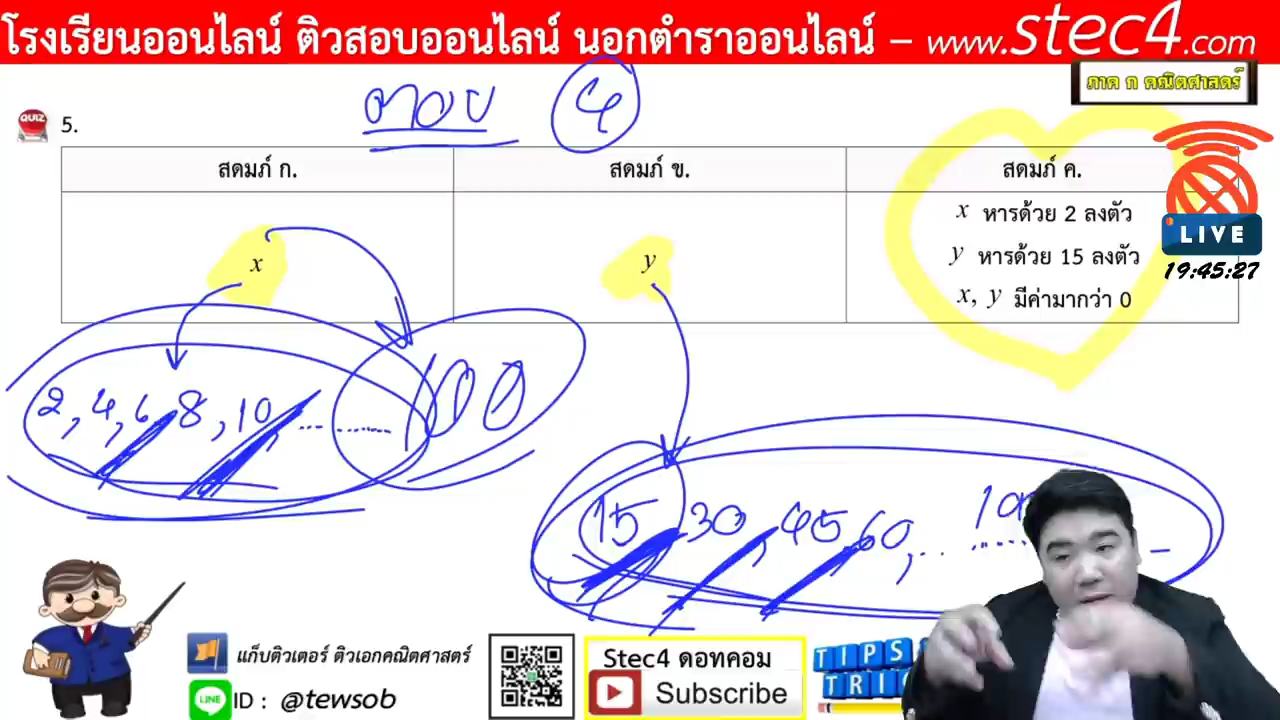 โรงเรียนออนไลน์ ติวสอบออนไลน์ นอกตำราออนไลน์ – www.stec4.com
ภาค ก คณิตศาสตร์
ตอบ 4
QUIZ
5.
สดมภ์ ก. สดมภ์ ข. สดมภ์ ค.
x หารด้วย 2 ลงตัว
x y y หารด้วย 15 ลงตัว
x, y มีค่ามากว่า 0
LIVE
19:45:27
2, 4, 6, 8, 10, ........ 100
15, 30, 45, 60, ...
แก็บติวเตอร์ ติวเอกคณิตศาสตร์
LINE ID : @tewsob
Stec4 ดอทคอม
Subscribe
TIPS